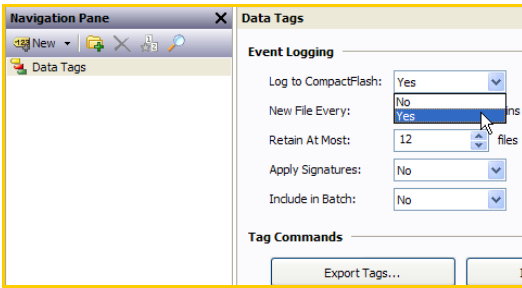 Navigation Pane X
New
Data Tags
Data Tags
Event Logging
Log to CompactFlash: Yes
No
Yes
New File Every: ins
Retain At Most: 12 files
Apply Signatures: No
Include in Batch: No
Tag Commands
Export Tags...